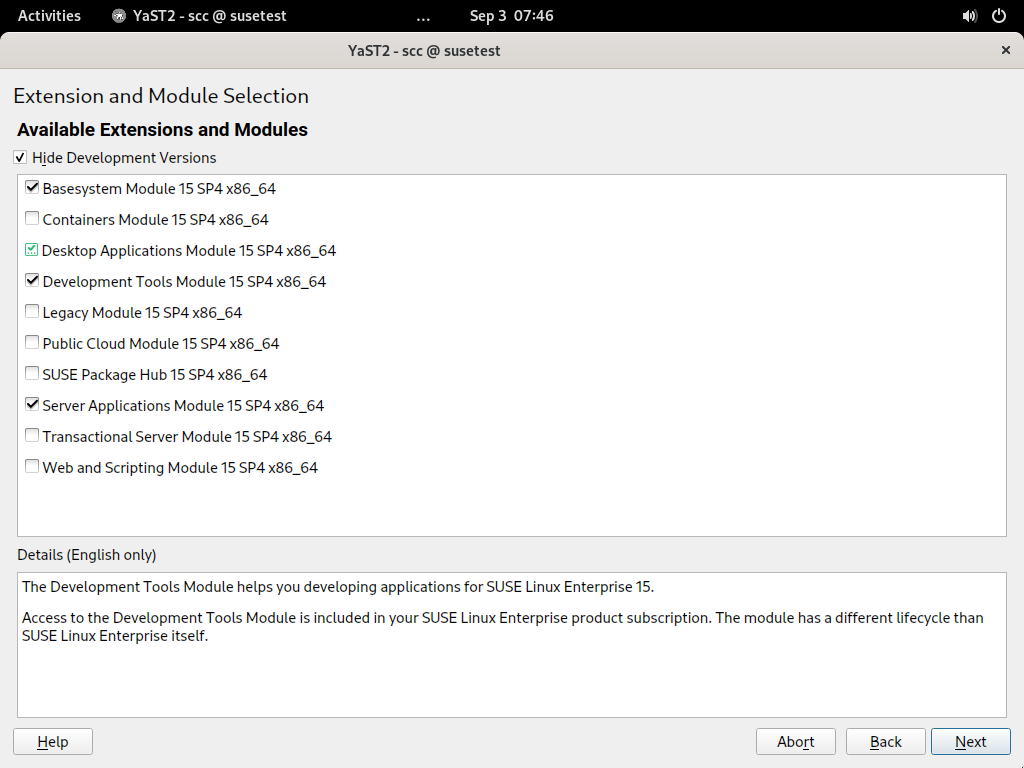 Activities YaST2 - scc @ susetest ... Sep 3 07:46
YaST2 - scc @ susetest ×
Extension and Module Selection
Available Extensions and Modules
Hide Development Versions
Basesystem Module 15 SP4 x86_64
Containers Module 15 SP4 x86_64
Desktop Applications Module 15 SP4 x86_64
Development Tools Module 15 SP4 x86_64
Legacy Module 15 SP4 x86_64
Public Cloud Module 15 SP4 x86_64
SUSE Package Hub 15 SP4 x86_64
Server Applications Module 15 SP4 x86_64
Transactional Server Module 15 SP4 x86_64
Web and Scripting Module 15 SP4 x86_64
Details (English only)
The Development Tools Module helps you developing applications for SUSE Linux Enterprise 15.
Access to the Development Tools Module is included in your SUSE Linux Enterprise product subscription. The module has a different lifecycle than
SUSE Linux Enterprise itself.
Help Abort Back Next